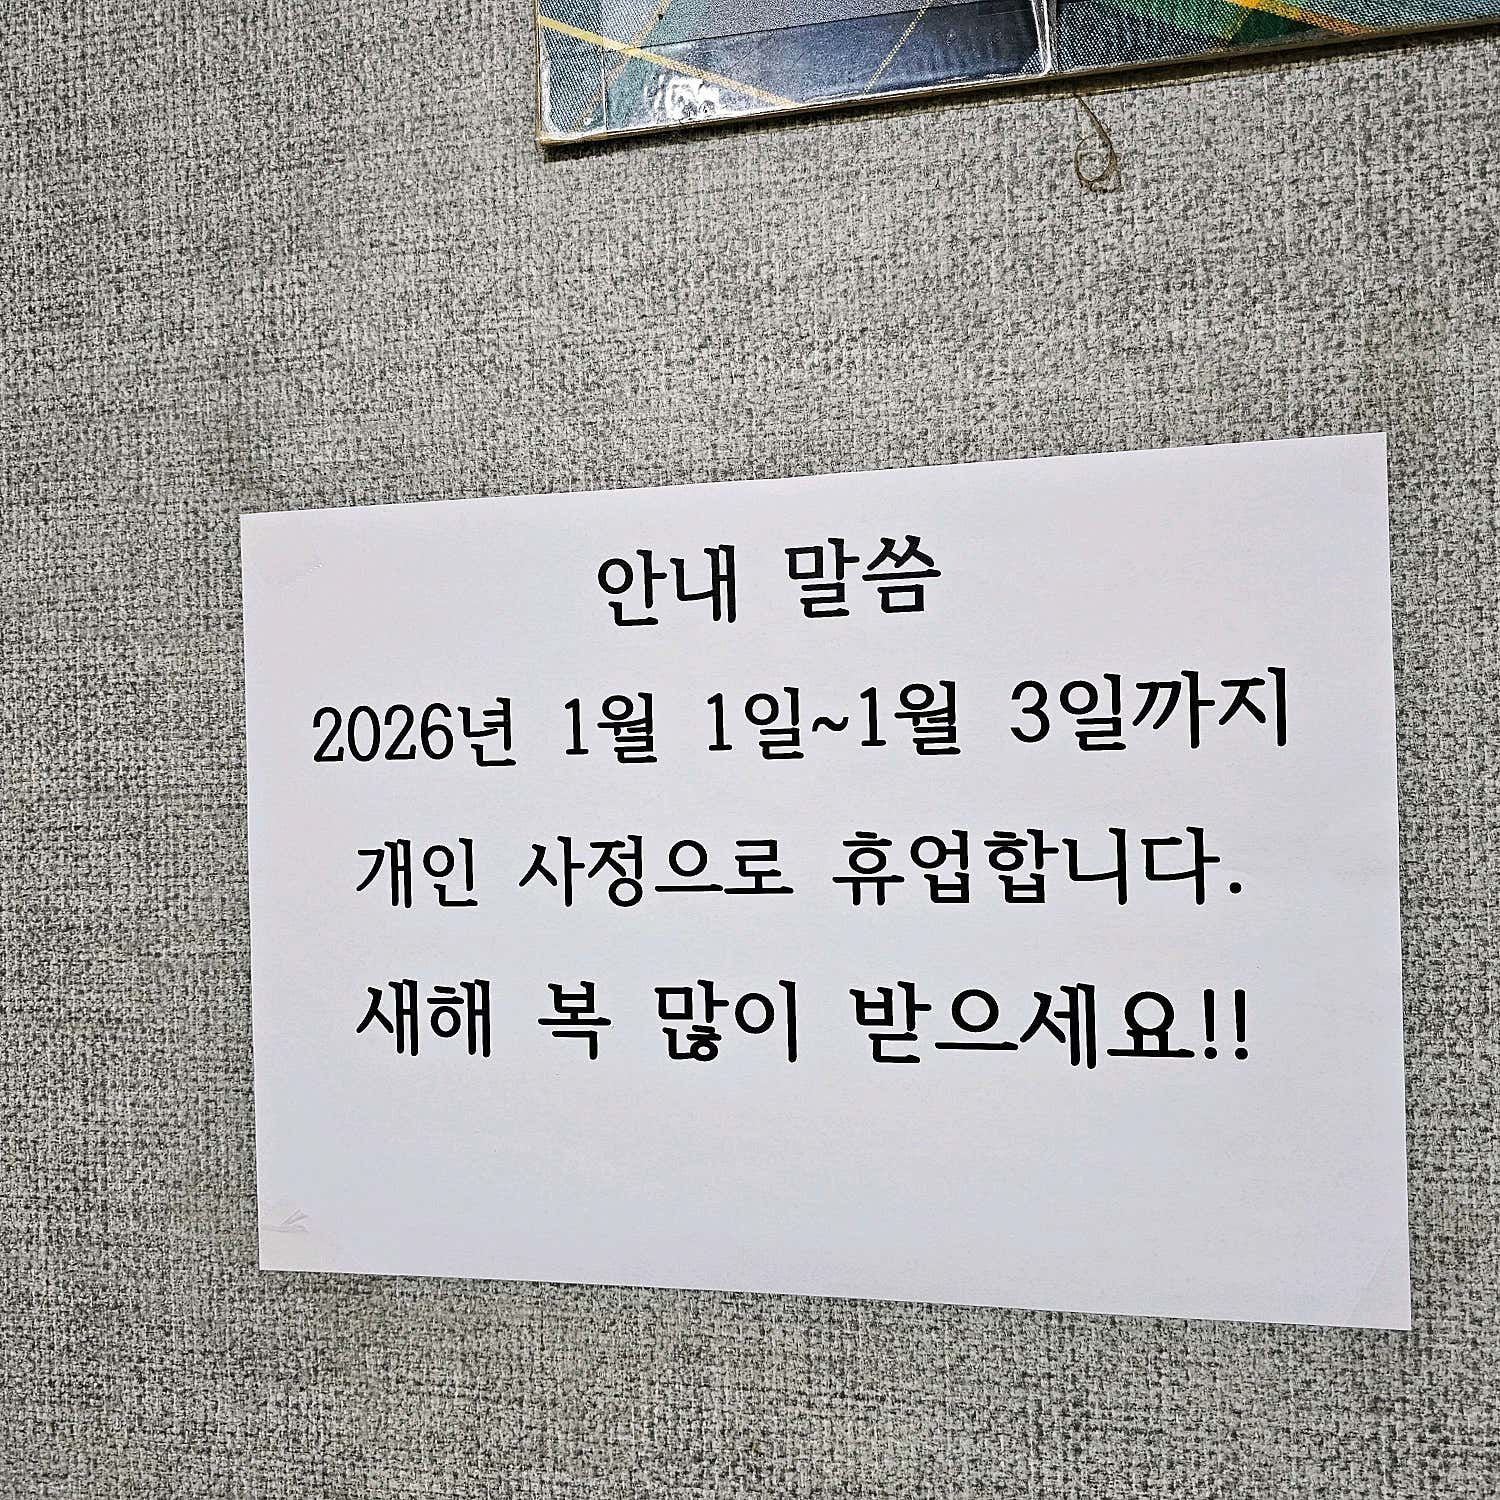 안내 말씀
2026년 1월 1일~1월 3일까지
개인 사정으로 휴업합니다.
새해 복 많이 받으세요!!